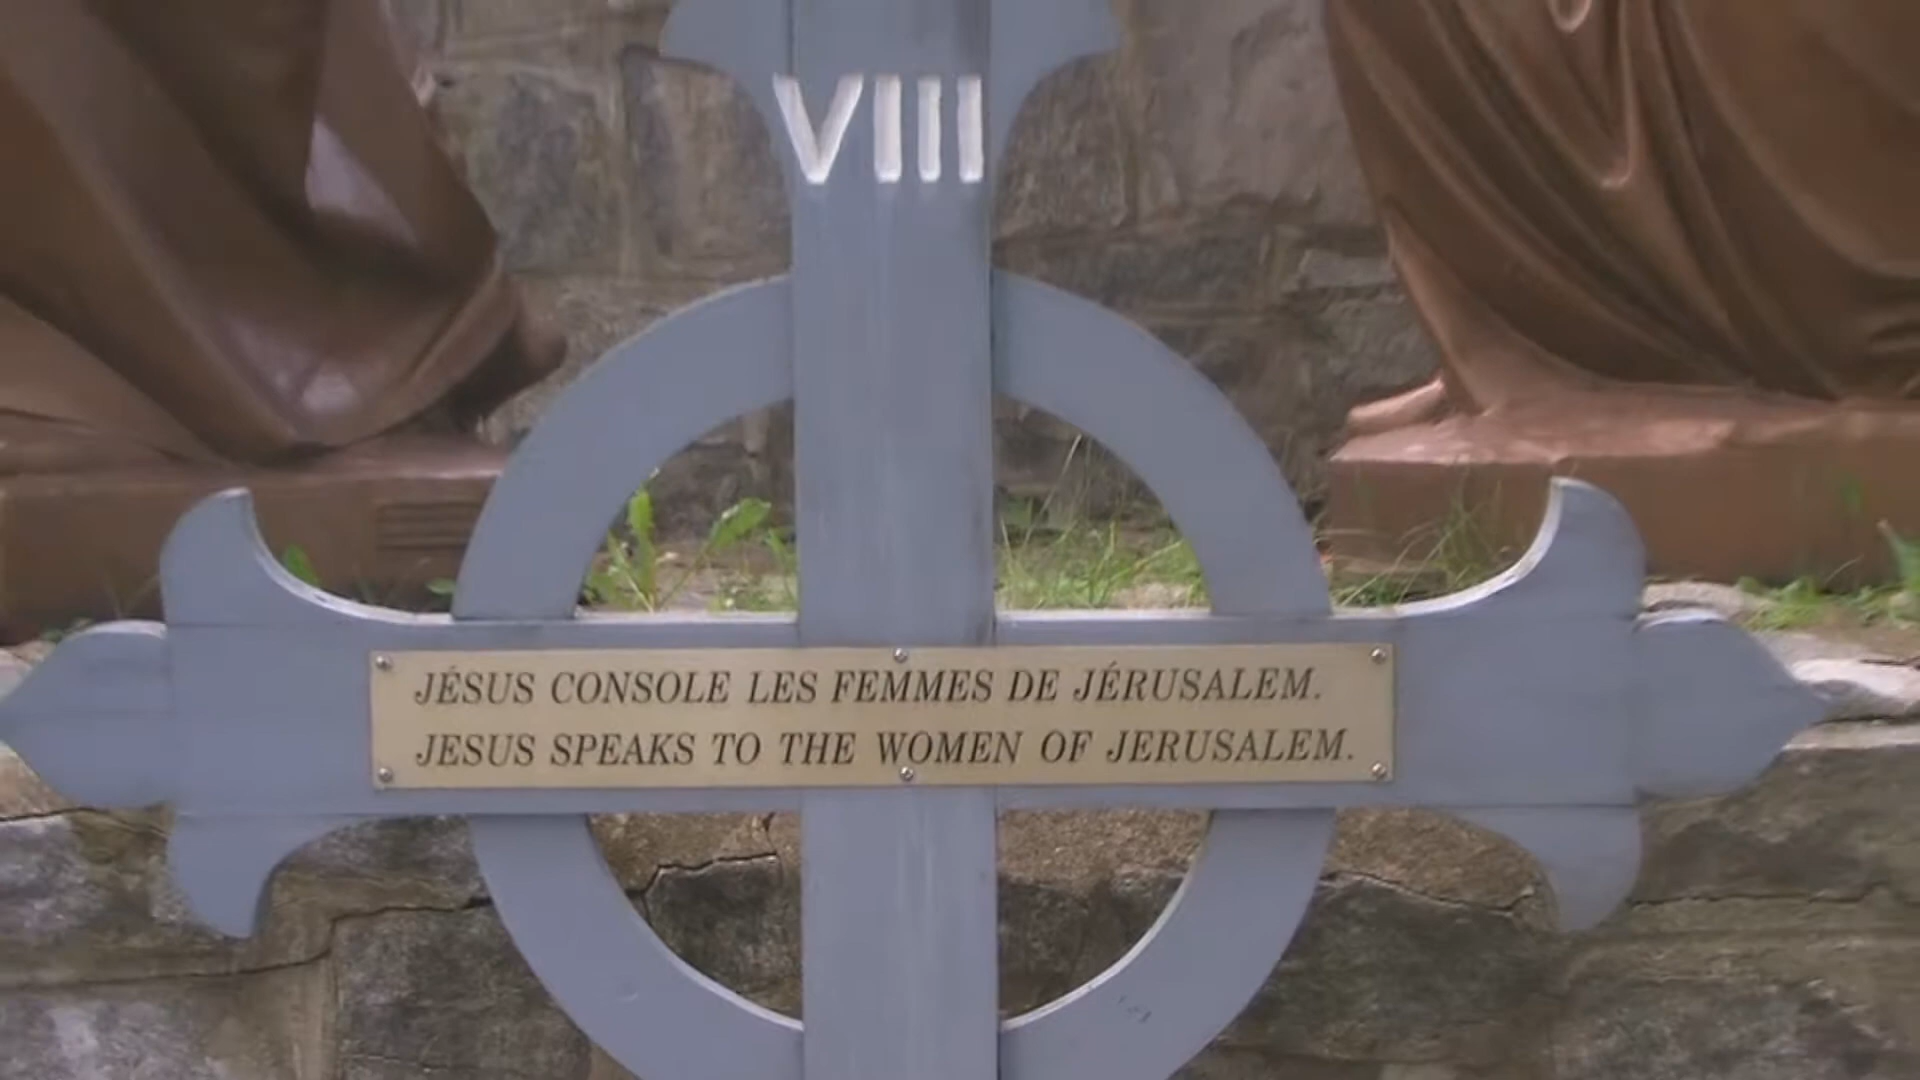 VIII
JÉSUS CONSOLE LES FEMMES DE JÉRUSALEM.
JESUS SPEAKS TO THE WOMEN OF JERUSALEM.